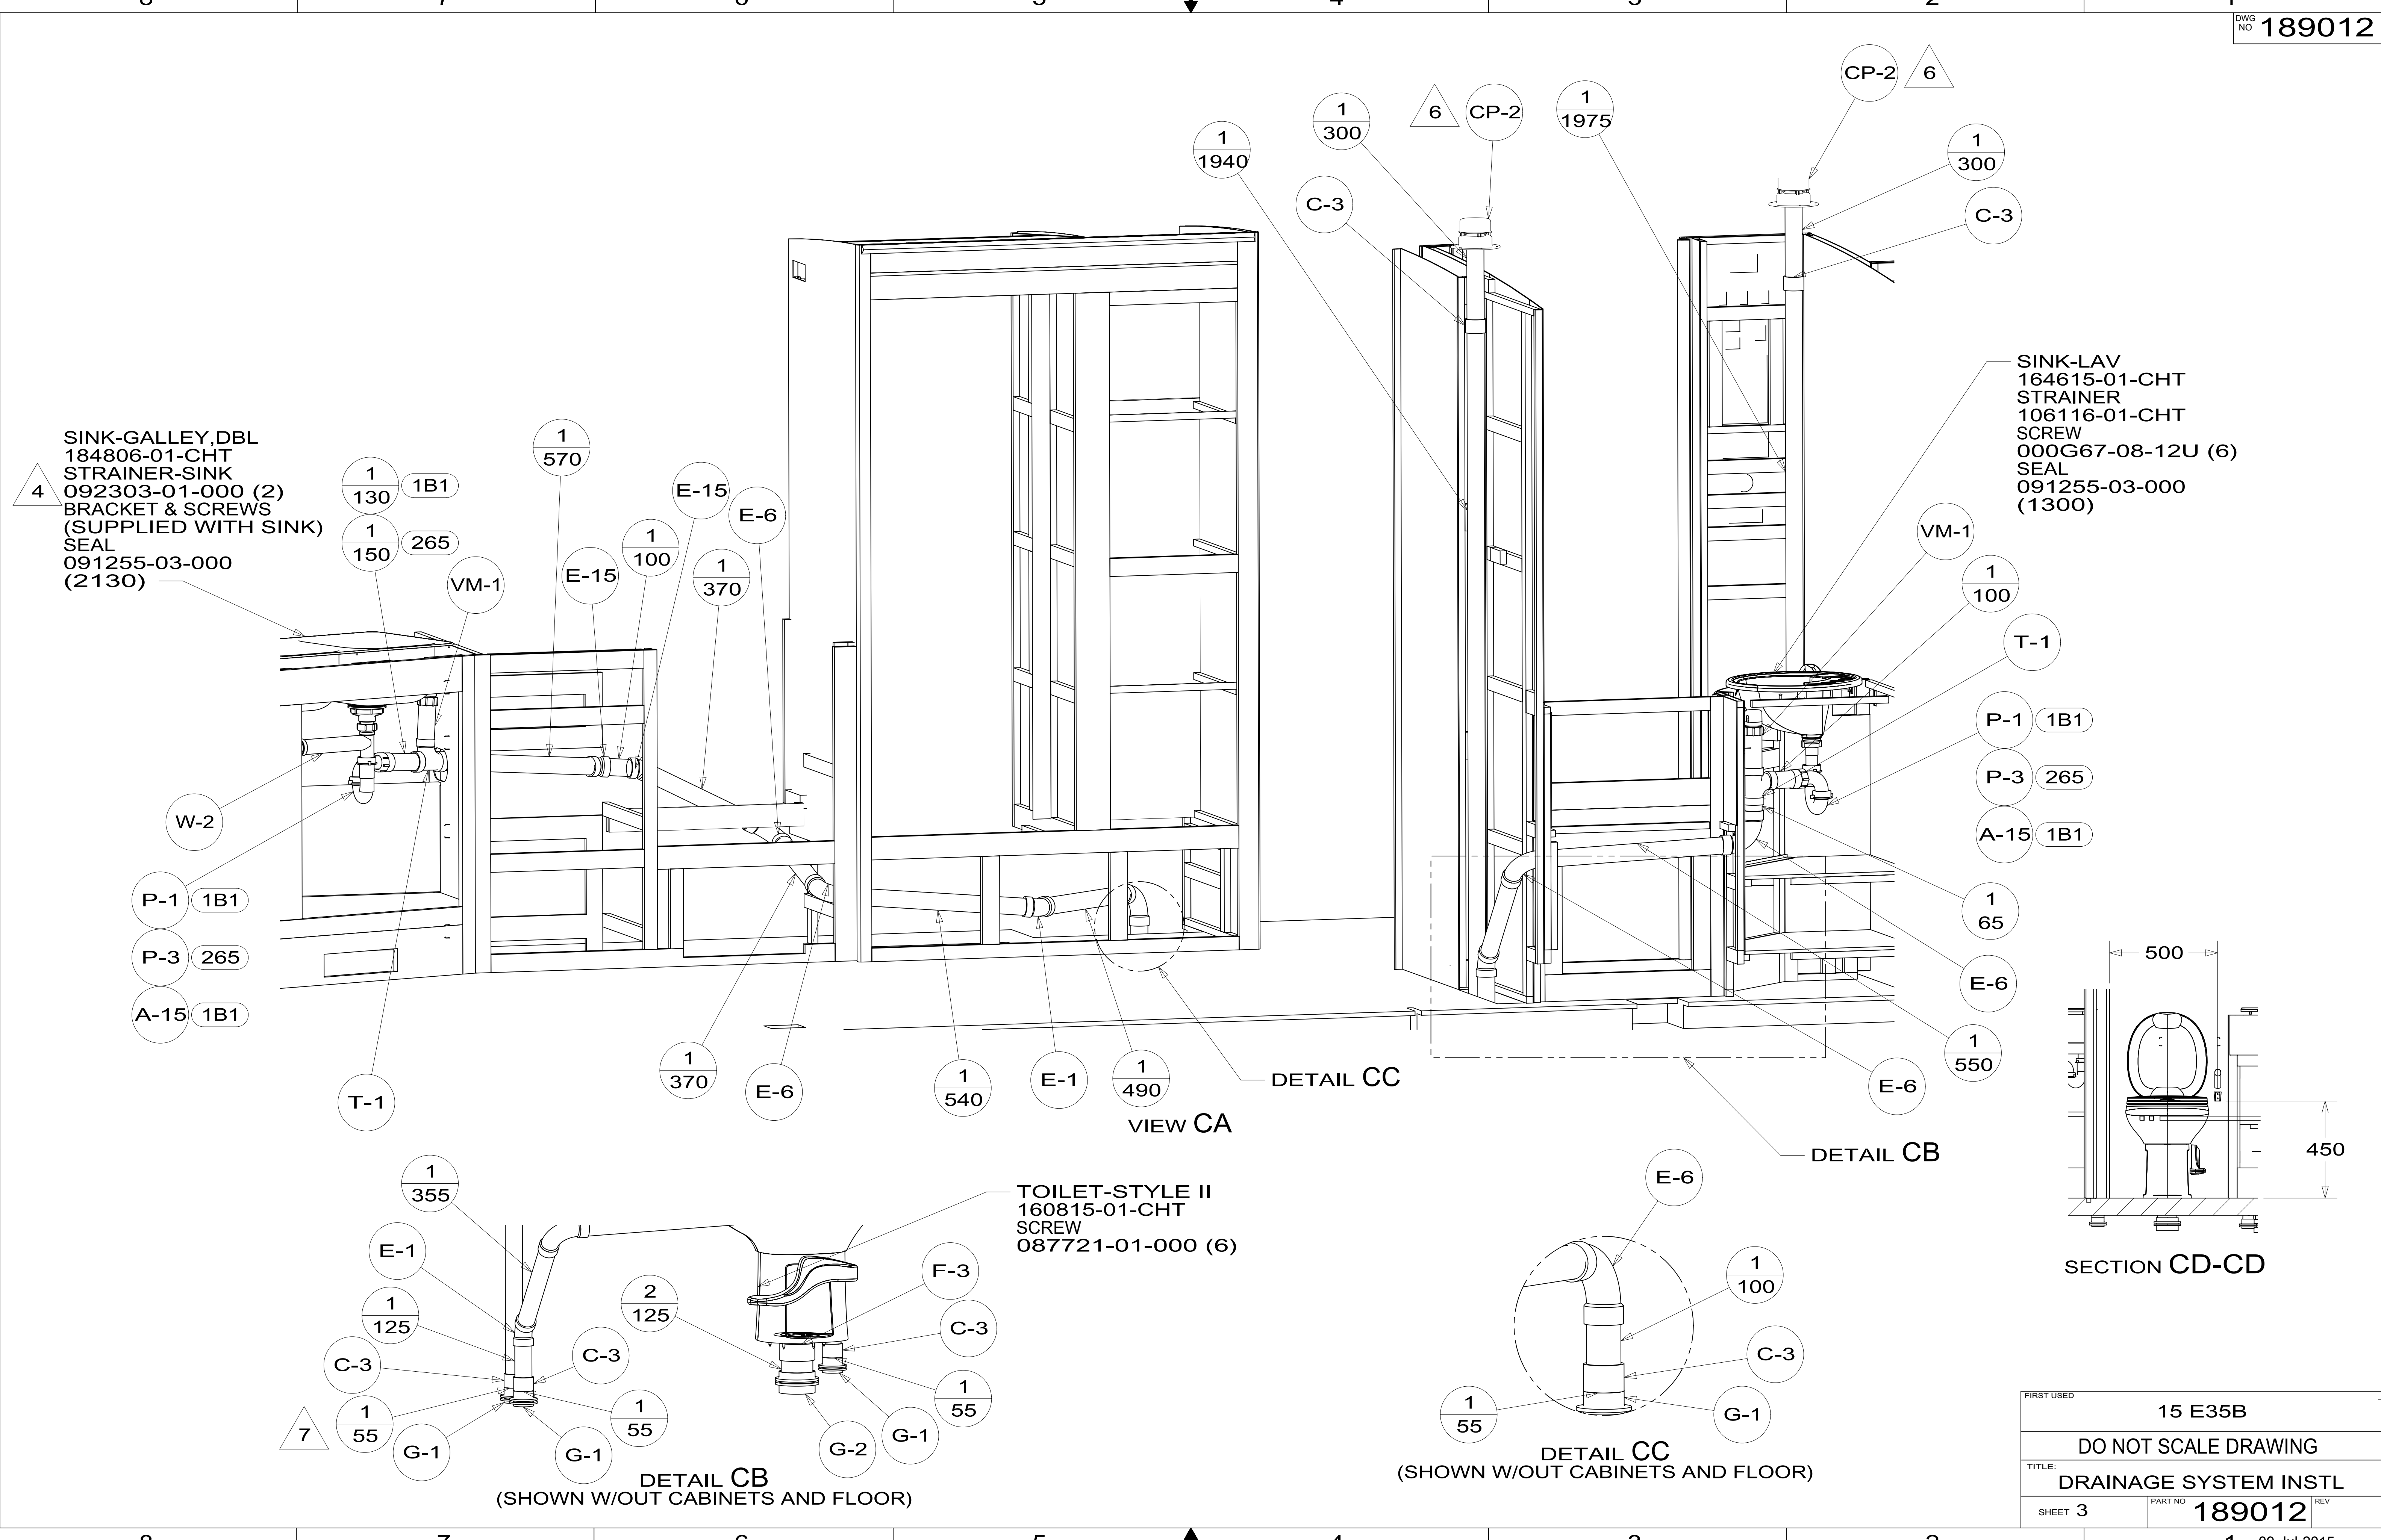 DWG NO 189012
CP-2 6
1 300
6 CP-2
1 1975
1 1940
1 300
C-3
C-3
SINK-GALLEY,DBL
184806-01-CHT
STRAINER-SINK
4 092303-01-000 (2)
BRACKET & SCREWS
(SUPPLIED WITH SINK)
SEAL
091255-03-000
(2130)
1 130 1B1
1 150 265
VM-1
1 570
E-15
1 100
E-15
E-6
1 370
SINK-LAV
164615-01-CHT
STRAINER
106116-01-CHT
SCREW
000G67-08-12U (6)
SEAL
091255-03-000
(1300)
VM-1
1 100
T-1
P-1 1B1
P-3 265
A-15 1B1
1 65
E-6
1 550
E-6
W-2
P-1 1B1
P-3 265
A-15 1B1
T-1
1 370
E-6
1 540
E-1
1 490
DETAIL CC
VIEW CA
DETAIL CB
500
450
SECTION CD-CD
1 355
E-1
1 125
C-3
7
1 55
G-1
C-3
1 55
G-1
TOILET-STYLE II
160815-01-CHT
SCREW
087721-01-000 (6)
2 125
F-3
C-3
1 55
G-1
G-2
DETAIL CB
(SHOWN W/OUT CABINETS AND FLOOR)
E-6
1 100
C-3
1 55
G-1
DETAIL CC
(SHOWN W/OUT CABINETS AND FLOOR)
FIRST USED
15 E35B
DO NOT SCALE DRAWING
TITLE:
DRAINAGE SYSTEM INSTL
SHEET 3 PART NO 189012 REV